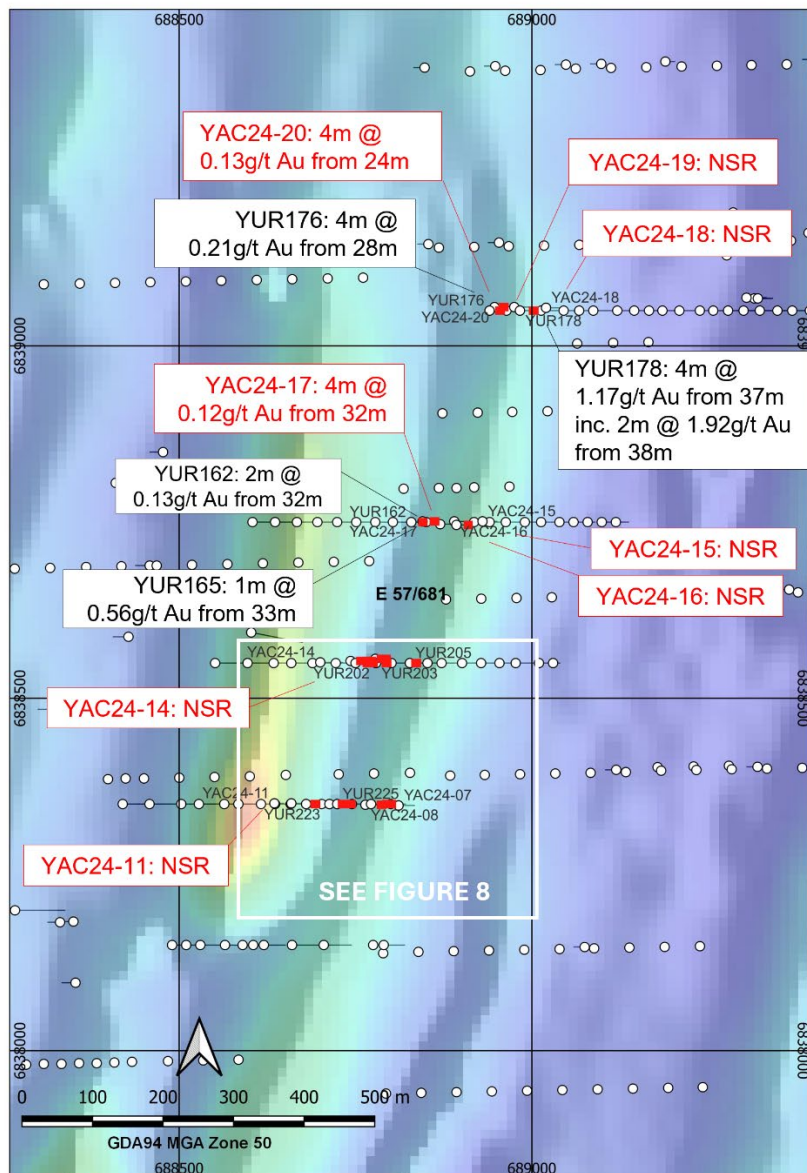 688500
689000
YAC24-20: 4m @
0.13g/t Au from 24m
YAC24-19: NSR
YUR176: 4m @
0.21g/t Au from 28m
YAC24-18: NSR
YUR176
YAC24-18
YAC24-20
YUR178
6839000
YAC24-17: 4m @
0.12g/t Au from 32m
YUR178: 4m @
1.17g/t Au from 37m
inc. 2m @ 1.92g/t Au
from 38m
YUR162: 2m @
0.13g/t Au from 32m
YUR162
YAC24-15
YAC24-17
YAC24-16
YAC24-15: NSR
YUR165: 1m @
0.56g/t Au from 33m
E 57/681
YAC24-16: NSR
YAC24-14
YUR205
YUR202
YUR203
YAC24-14: NSR
6838500
6838500
YAC24-11
YUR225
YAC24-07
YUR223
YAC24-08
YAC24-11: NSR
SEE FIGURE 8
6838000
6838000
0 100 200 300 400 500 m
GDA94 MGA Zone 50
688500
689000